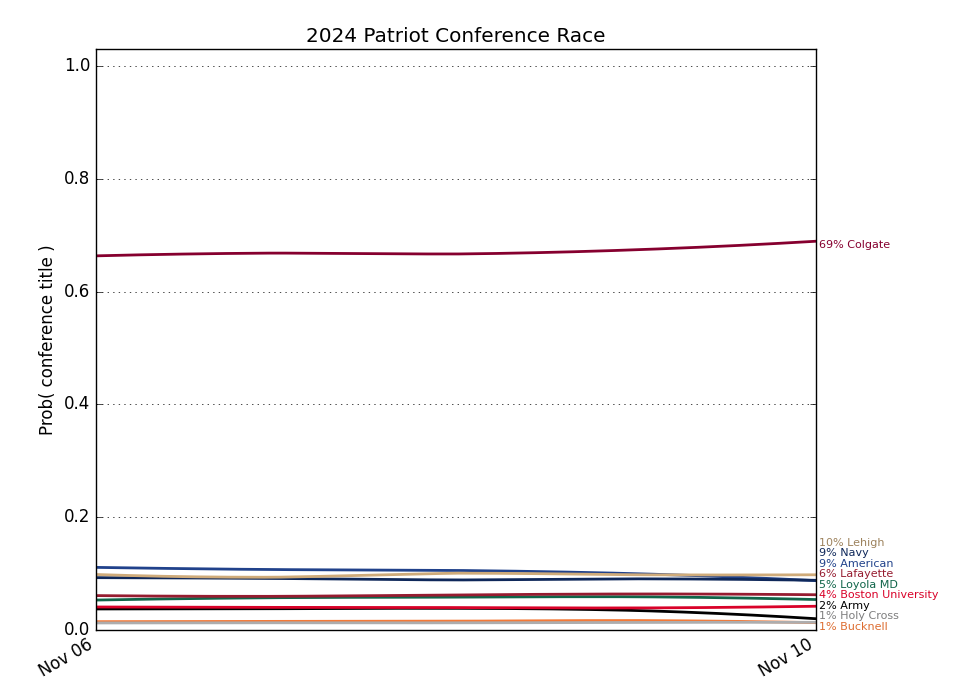 2024 Patriot Conference Race
Prob( conference title )
1.0
0.8
0.6
0.4
0.2
0.0
69% Colgate
10% Lehigh
9% Navy
9% American
6% Lafayette
5% Loyola MD
4% Boston University
2% Army
1% Holy Cross
1% Bucknell
Nov 06
Nov 10